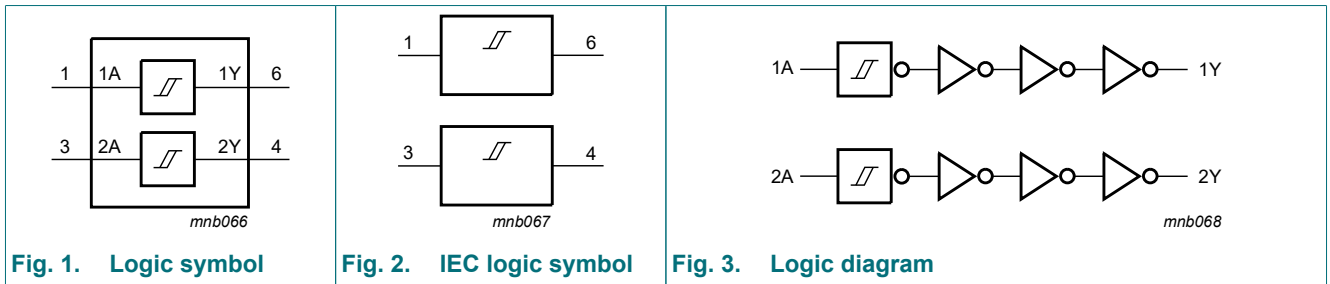 1 1A 1Y 6
3 2A 2Y 4
mnb066
Fig. 1. Logic symbol
1 6
3 4
mnb067
Fig. 2. IEC logic symbol
1A 1Y
2A 2Y
mnb068
Fig. 3. Logic diagram